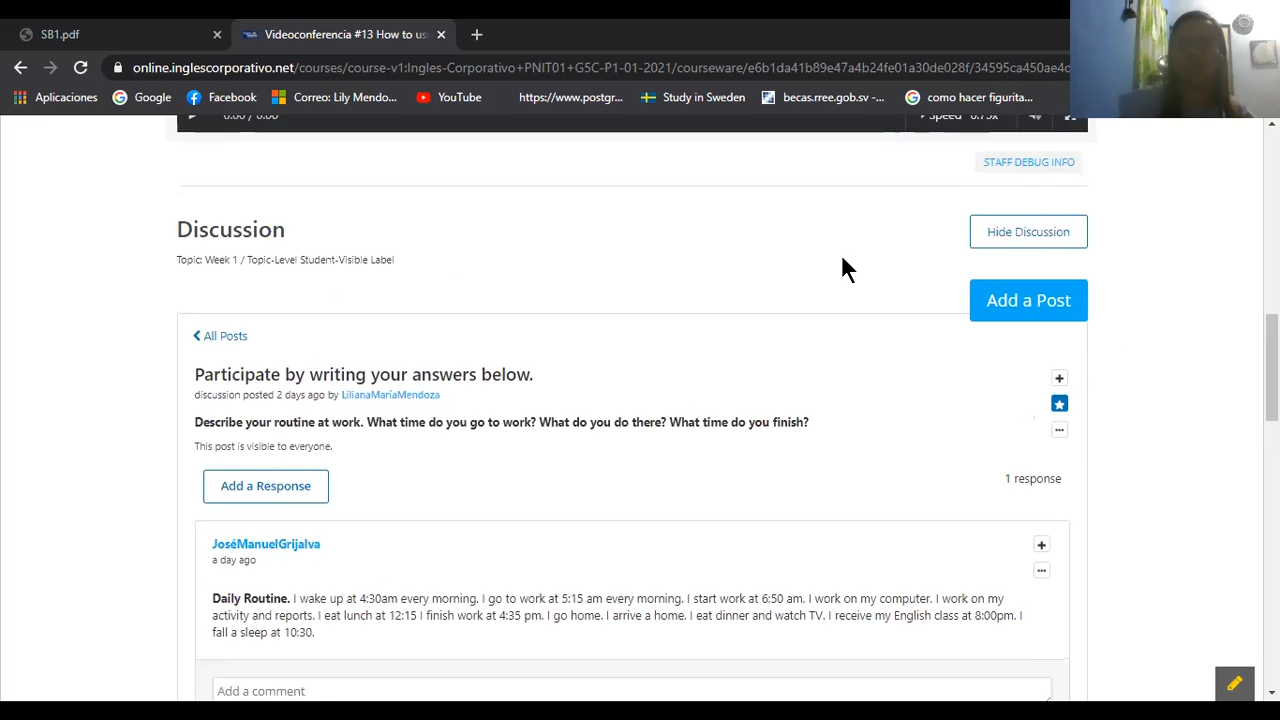 SB1.pdf
Videoconferencia #13 How to us
online.inglescorporativo.net/courses/course-v1:Ingles-Corporativo+PNIT01+G5C-P1-01-2021/courseware/e6b1da41b89e47a4b24fe01a30de028f/34595ca450ae4d
Aplicaciones Google Facebook Correo: Lily Mendo... YouTube https://www.postgr... Study in Sweden becas.rree.gob.sv -... como hacer figurita...
0:00 / 0:00 Speed 0.75x
STAFF DEBUG INFO
Discussion
Hide Discussion
Topic: Week 1 / Topic-Level Student-Visible Label
Add a Post
All Posts
Participate by writing your answers below.
discussion posted 2 days ago by LilianaMaríaMendoza
Describe your routine at work. What time do you go to work? What do you do there? What time do you finish?
This post is visible to everyone.
Add a Response
1 response
JoséManuelGrijalva
a day ago
Daily Routine. I wake up at 4:30am every morning. I go to work at 5:15 am every morning. I start work at 6:50 am. I work on my computer. I work on my
activity and reports. I eat lunch at 12:15 I finish work at 4:35 pm. I go home. I arrive a home. I eat dinner and watch TV. I receive my English class at 8:00pm. I
fall a sleep at 10:30.
Add a comment